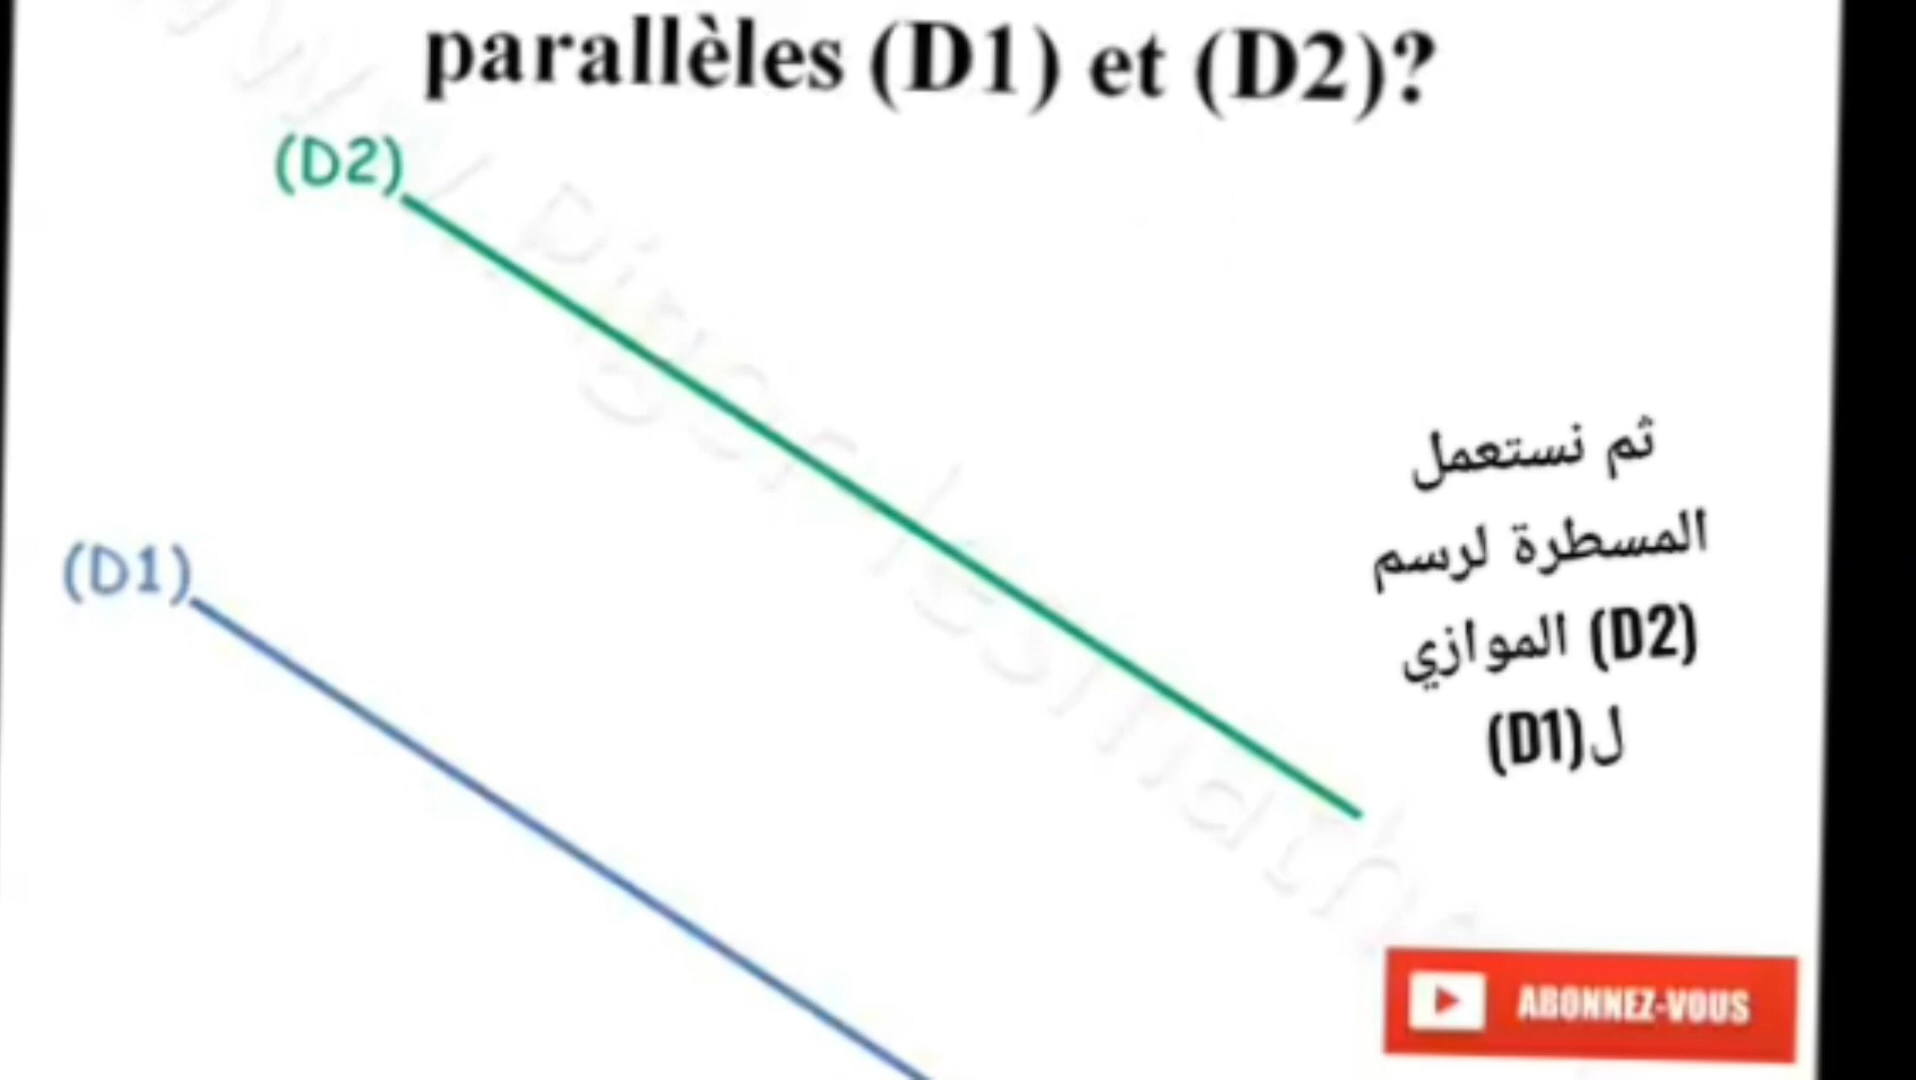 parallèles (D1) et (D2)?
(D2)
ثم نستعمل
المسطرة لرسم
(D2) الموازي
ل(D1)
(D1)
ABONNEZ-VOUS